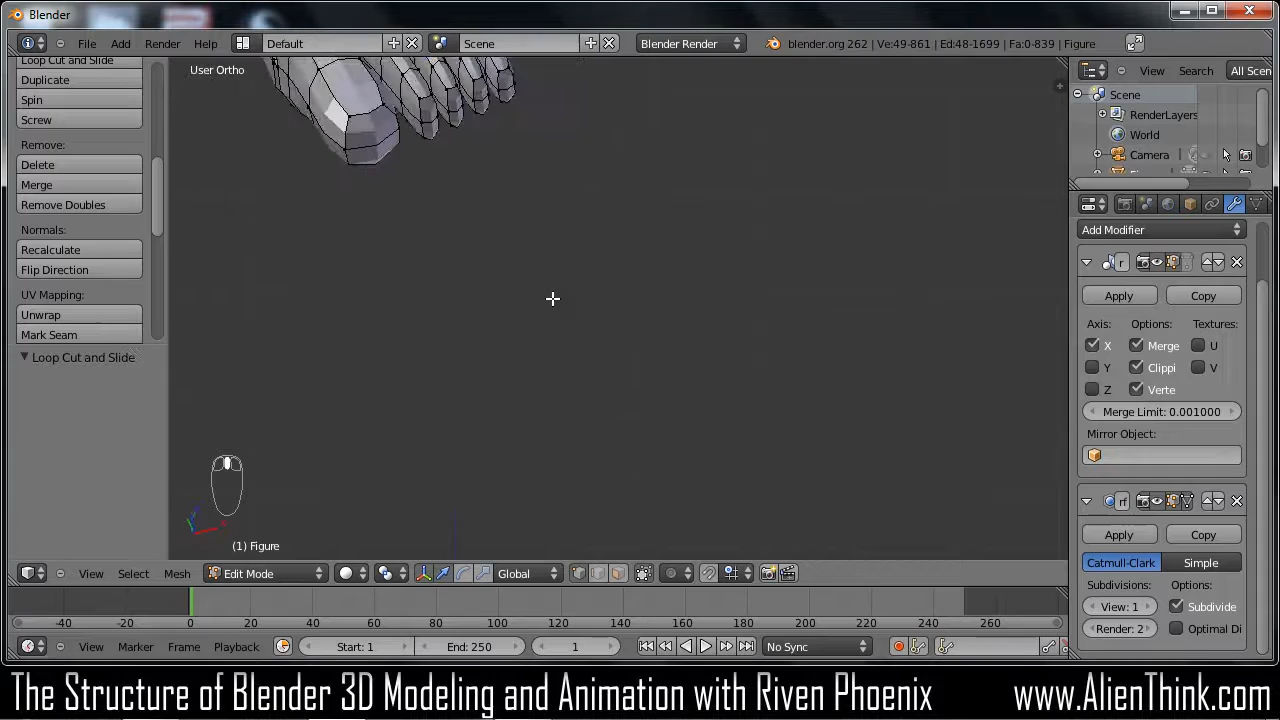 Blender
File Add Render Help Default Scene Blender Render blender.org 262 | Ve:49-861 | Ed:48-1699 | Fa:0-839 | Figure
Loop Cut and Slide
Duplicate
Spin
Screw
Remove:
Delete
Merge
Remove Doubles
Normals:
Recalculate
Flip Direction
UV Mapping:
Unwrap
Mark Seam
Loop Cut and Slide
User Ortho
(1) Figure
View Search All Scen
Scene
RenderLayers
World
Camera
Add Modifier
Apply Copy
Axis: Options: Textures:
X Merge U
Y Clippi V
Z Verte
Merge Limit: 0.001000
Mirror Object:
rf
Apply Copy
Catmull-Clark Simple
Subdivisions: Options:
View: 1 Subdivide
Render: 2 Optimal Di
View Select Mesh Edit Mode Global
-40 -20 0 20 40 60 80 100 120 140 160 180 200 220 240 260
View Marker Frame Playback Start: 1 End: 250 1 No Sync
The Structure of Blender 3D Modeling and Animation with Riven Phoenix www.AlienThink.com